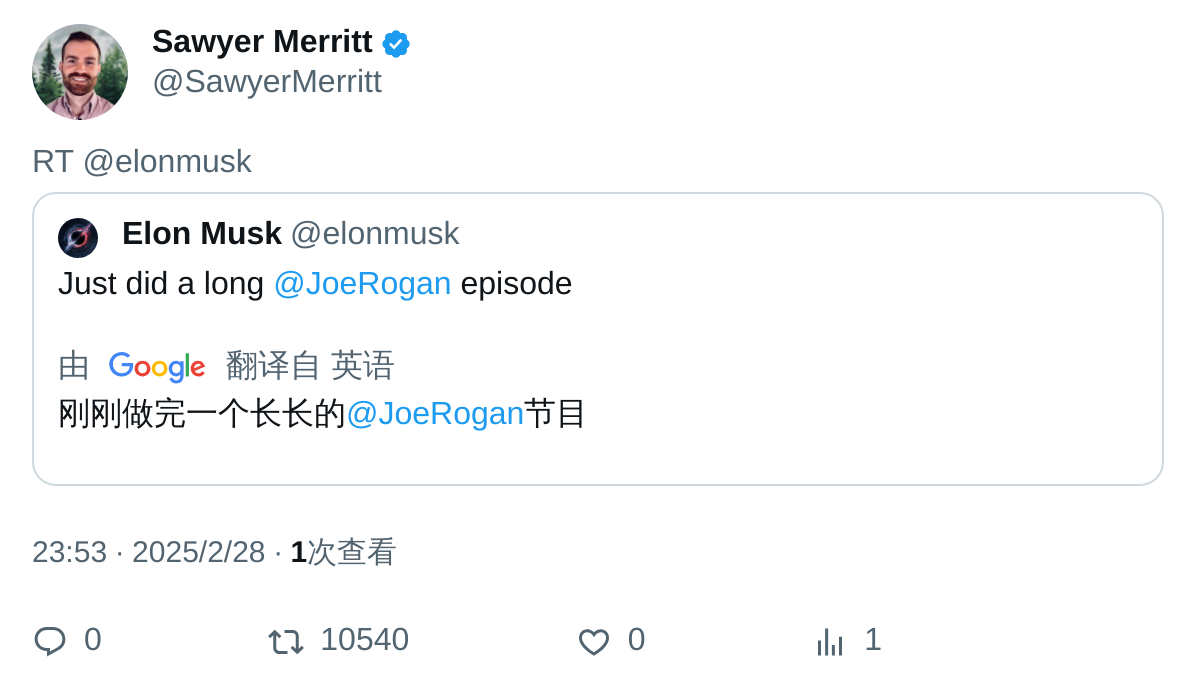 Sawyer Merritt
@SawyerMerritt
RT @elonmusk
Elon Musk @elonmusk
Just did a long @JoeRogan episode
由 Google 翻译自 英语
刚刚做完一个长长的@JoeRogan节目
23:53 · 2025/2/28 · 1次查看
0 10540 0 1